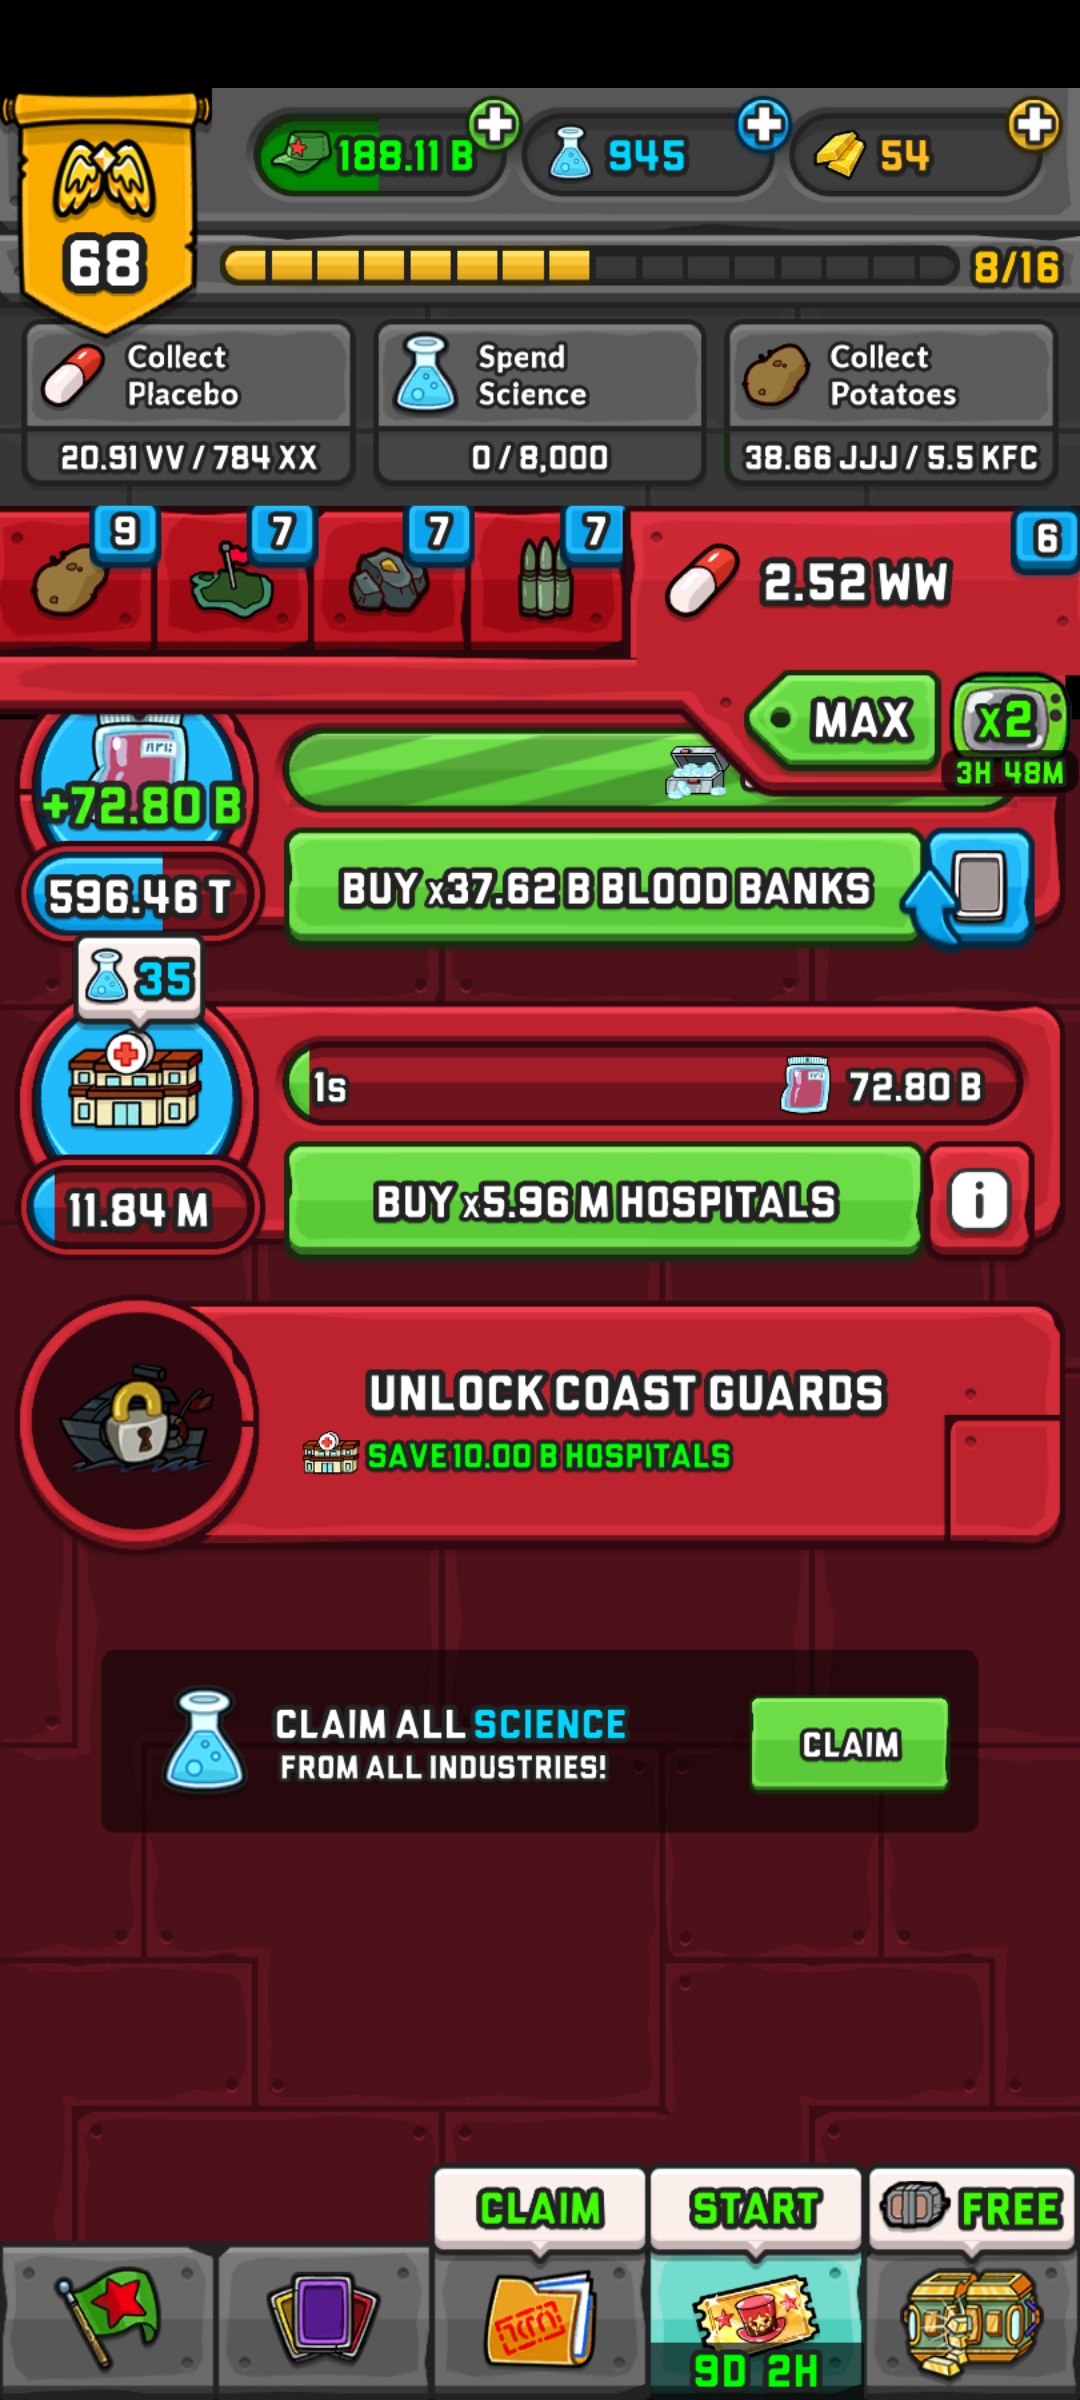 188.11 B
945
54
68
8/16
Collect
Placebo
20.91 VV / 784 XX
Spend
Science
0 / 8,000
Collect
Potatoes
38.66 JJJ / 5.5 KFC
9
7
7
7
6
2.52 WW
MAX
x2
3H 48M
+72.80 B
596.46 T
BUY x37.62 B BLOOD BANKS
35
1s
72.80 B
11.84 M
BUY x5.96 M HOSPITALS
i
UNLOCK COAST GUARDS
SAVE 10.00 B HOSPITALS
CLAIM ALL SCIENCE
FROM ALL INDUSTRIES!
CLAIM
CLAIM
START
FREE
9D 2H